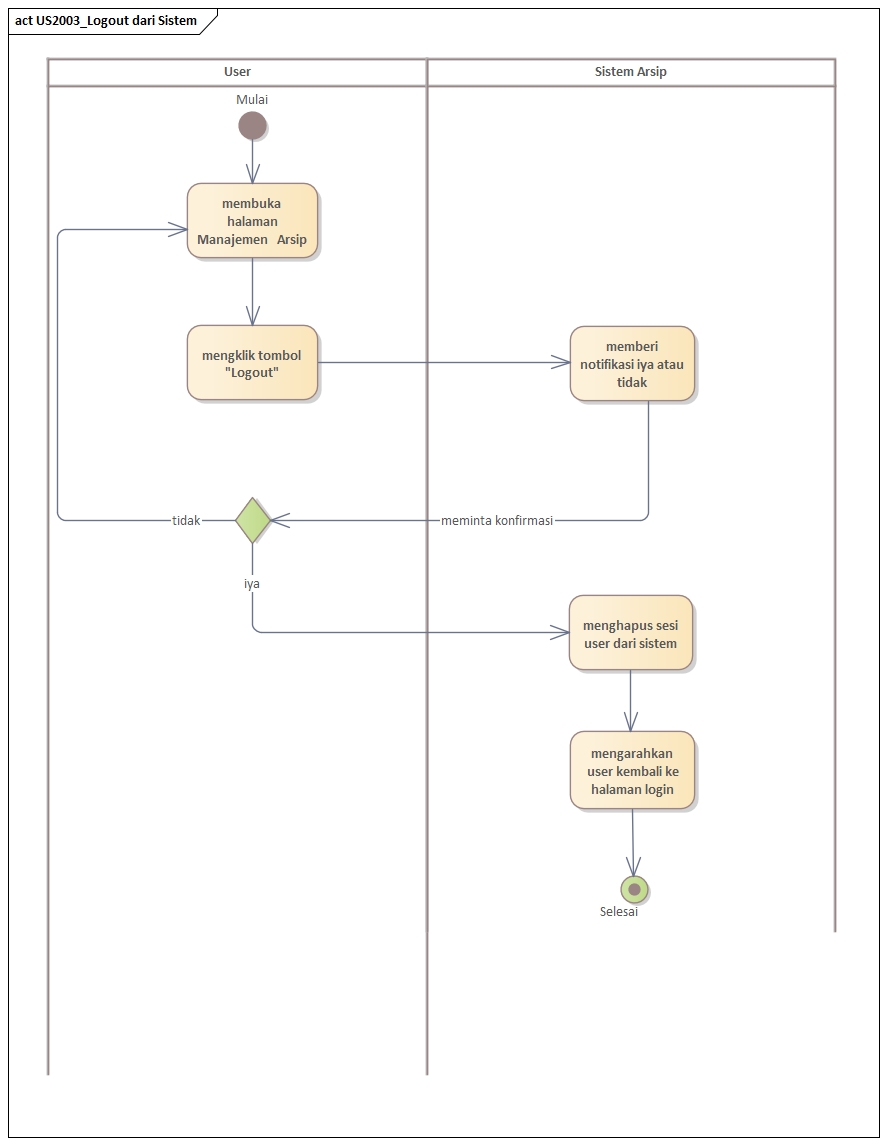 act US2003_Logout dari Sistem
User
Sistem Arsip
Mulai
membuka
halaman
Manajemen Arsip
mengklik tombol
"Logout"
memberi
notifikasi iya atau
tidak
tidak
meminta konfirmasi
iya
menghapus sesi
user dari sistem
mengarahkan
user kembali ke
halaman login
Selesai